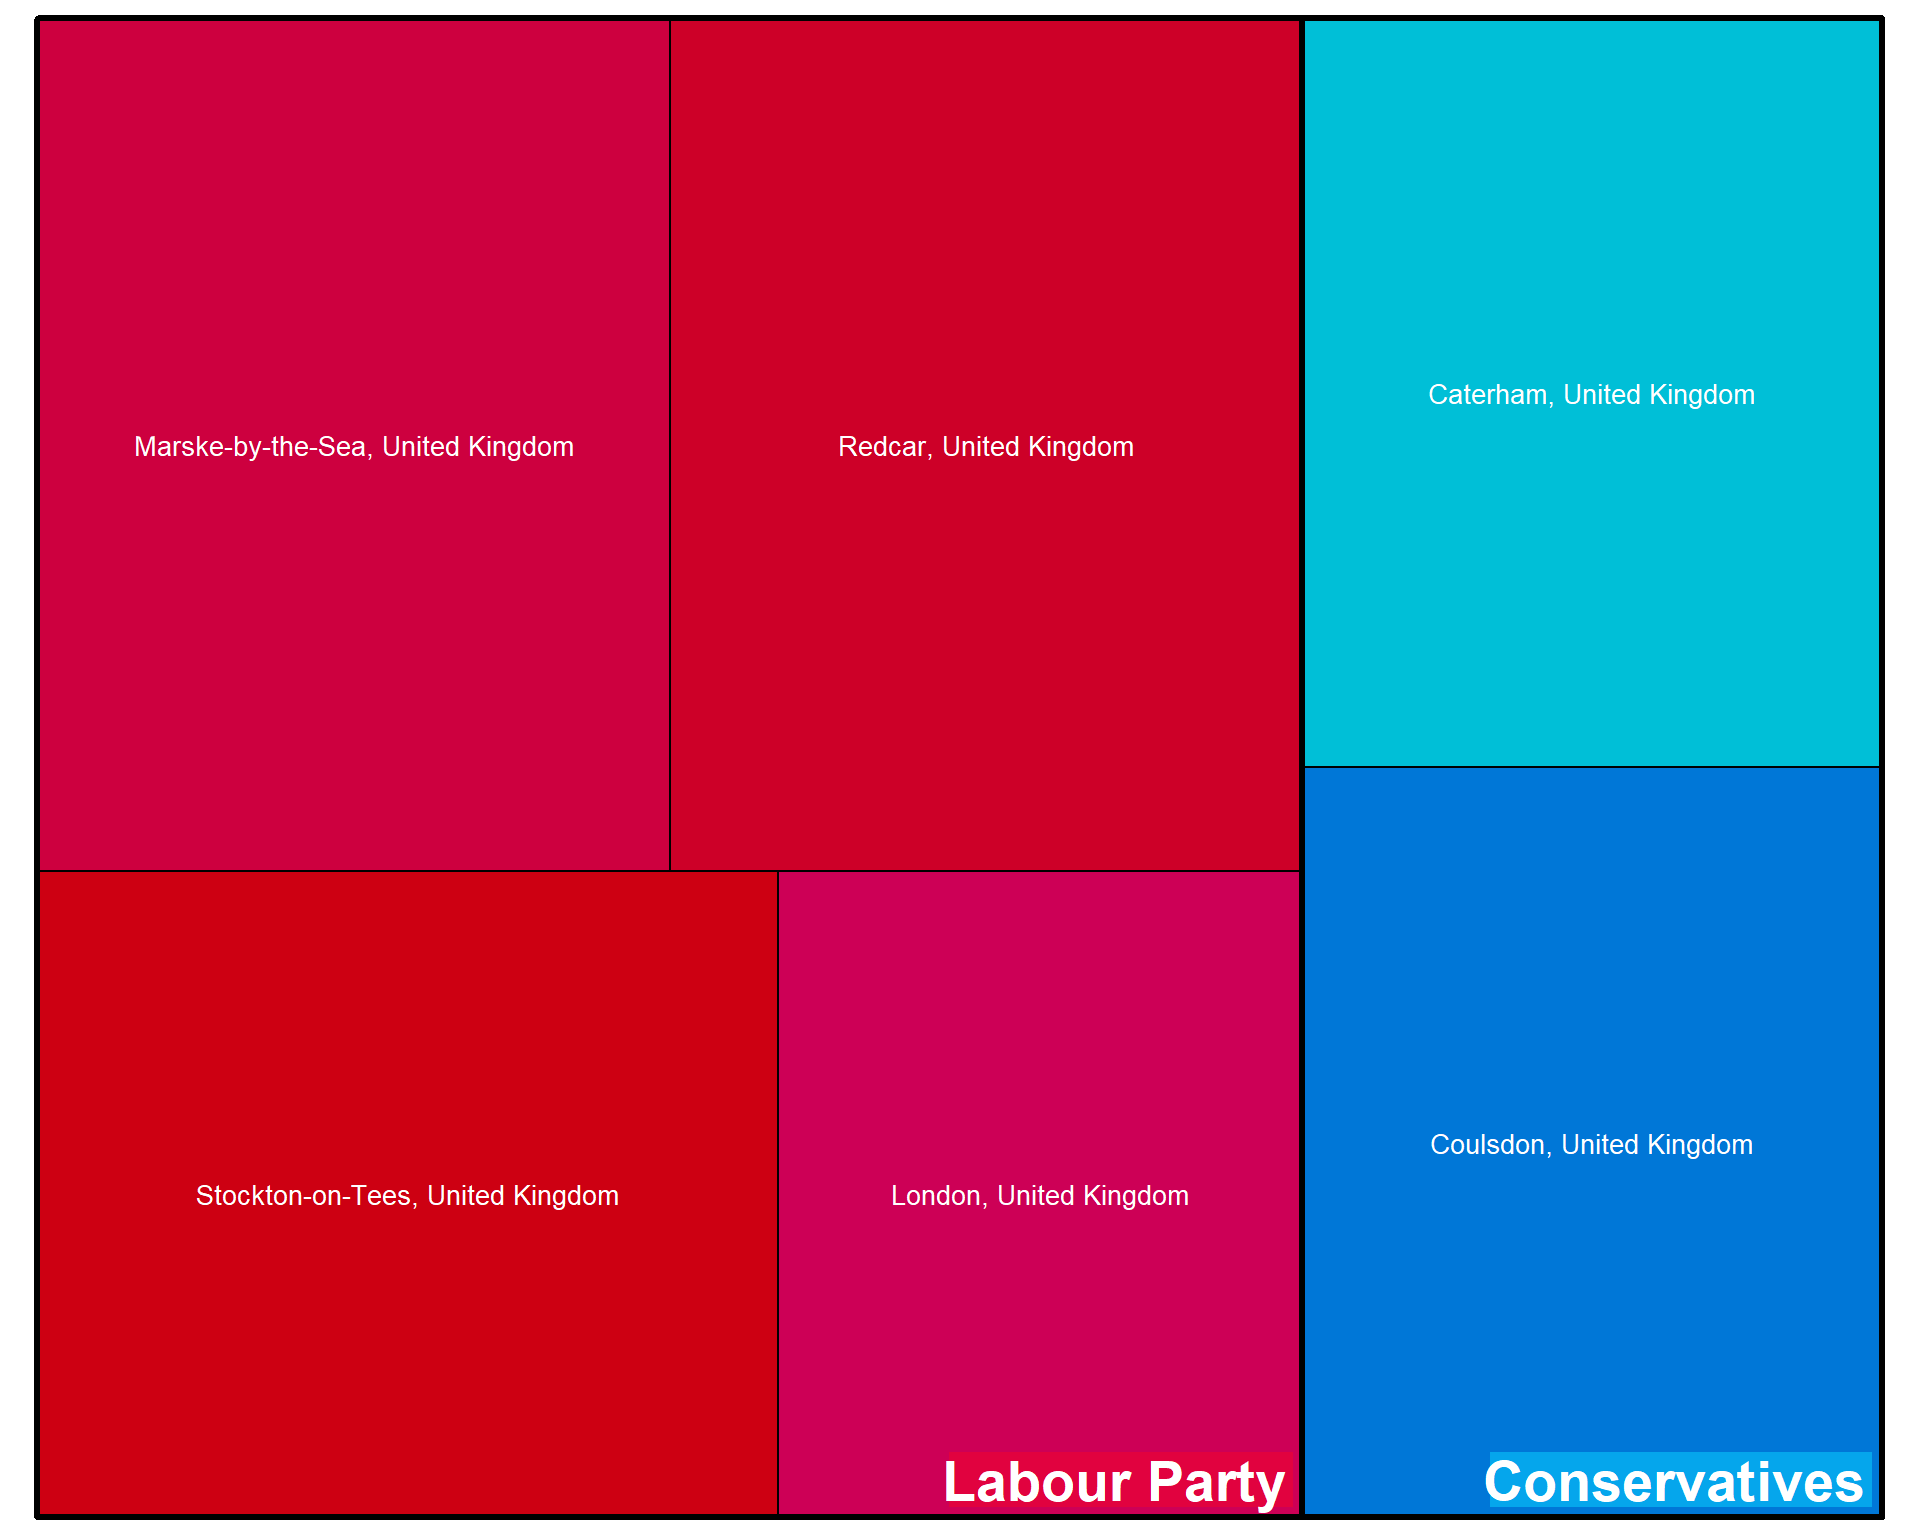 Marske-by-the-Sea, United Kingdom
Redcar, United Kingdom
Caterham, United Kingdom
Stockton-on-Tees, United Kingdom
London, United Kingdom
Coulsdon, United Kingdom
Labour Party
Conservatives